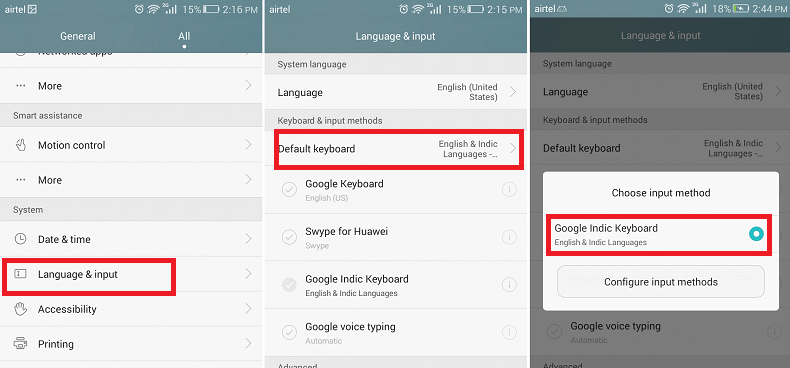 airtel 2G 15% 2:16 PM
General All
Networked apps
More
Smart assistance
Motion control
More
System
Date & time
Language & input
Accessibility
Printing
airtel 2G 15% 2:15 PM
Language & input
System language
Language English (United
States)
Keyboard & input methods
Default keyboard English & Indic
Languages -...
Google Keyboard
English (US)
Swype for Huawei
Swype
Google Indic Keyboard
English & Indic Languages
Google voice typing
Automatic
Advanced
airtel 2G 18% 2:44 PM
Language & input
System language
Language English (United
States)
Keyboard & input methods
Default keyboard English & Indic
Languages -...
Choose input method
Google Indic Keyboard
English & Indic Languages
Configure input methods
Google voice typing
Automatic
Advanced